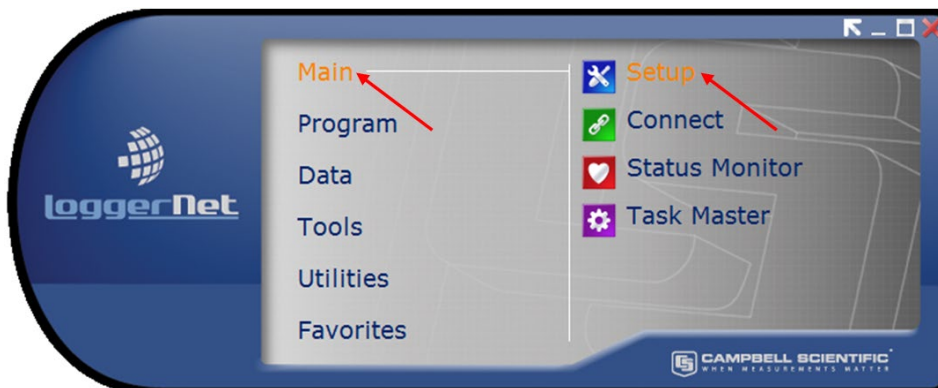 Main
Program
Data
Tools
Utilities
Favorites
Setup
Connect
Status Monitor
Task Master
LoggerNet
CAMPBELL SCIENTIFIC
WHEN MEASUREMENTS MATTER